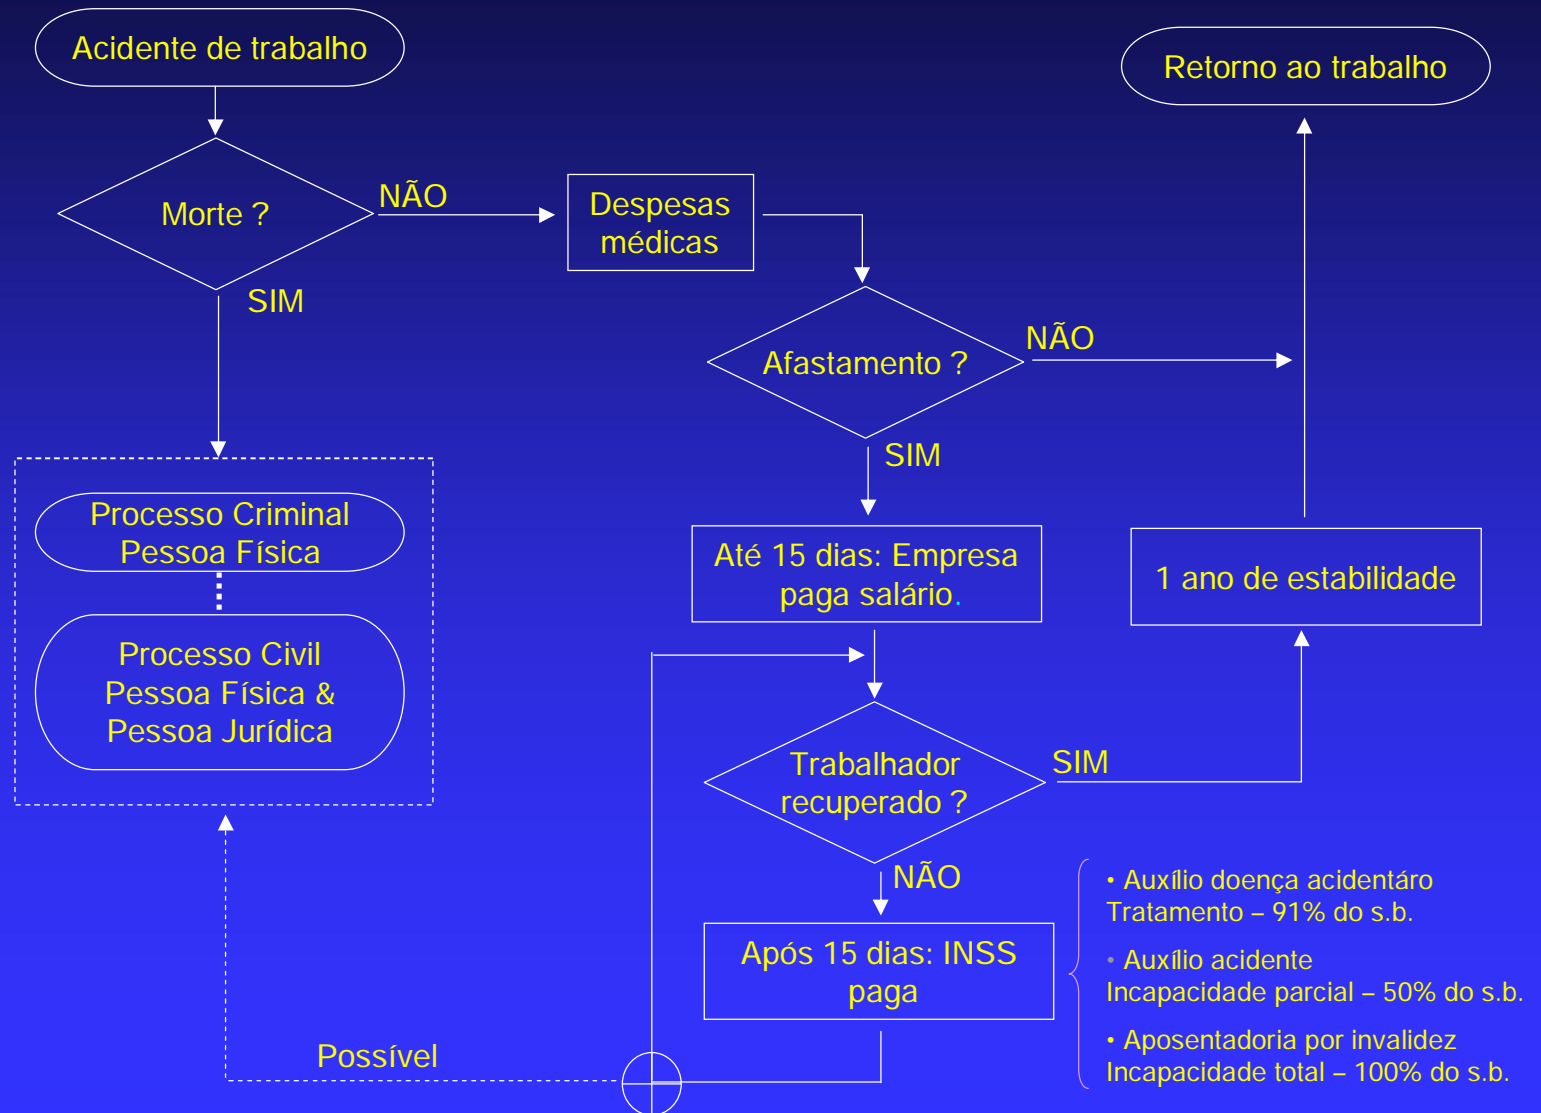 Acidente de trabalho
Retorno ao trabalho
Morte ?
NÃO
Despesas
médicas
SIM
Afastamento ?
NÃO
SIM
Processo Criminal
Pessoa Física
Processo Civil
Pessoa Física &
Pessoa Jurídica
Até 15 dias: Empresa
paga salário.
1 ano de estabilidade
Trabalhador
recuperado ?
SIM
NÃO
Após 15 dias: INSS
paga
• Auxílio doença acidentáro
Tratamento – 91% do s.b.
• Auxílio acidente
Incapacidade parcial – 50% do s.b.
• Aposentadoria por invalidez
Incapacidade total – 100% do s.b.
Possível